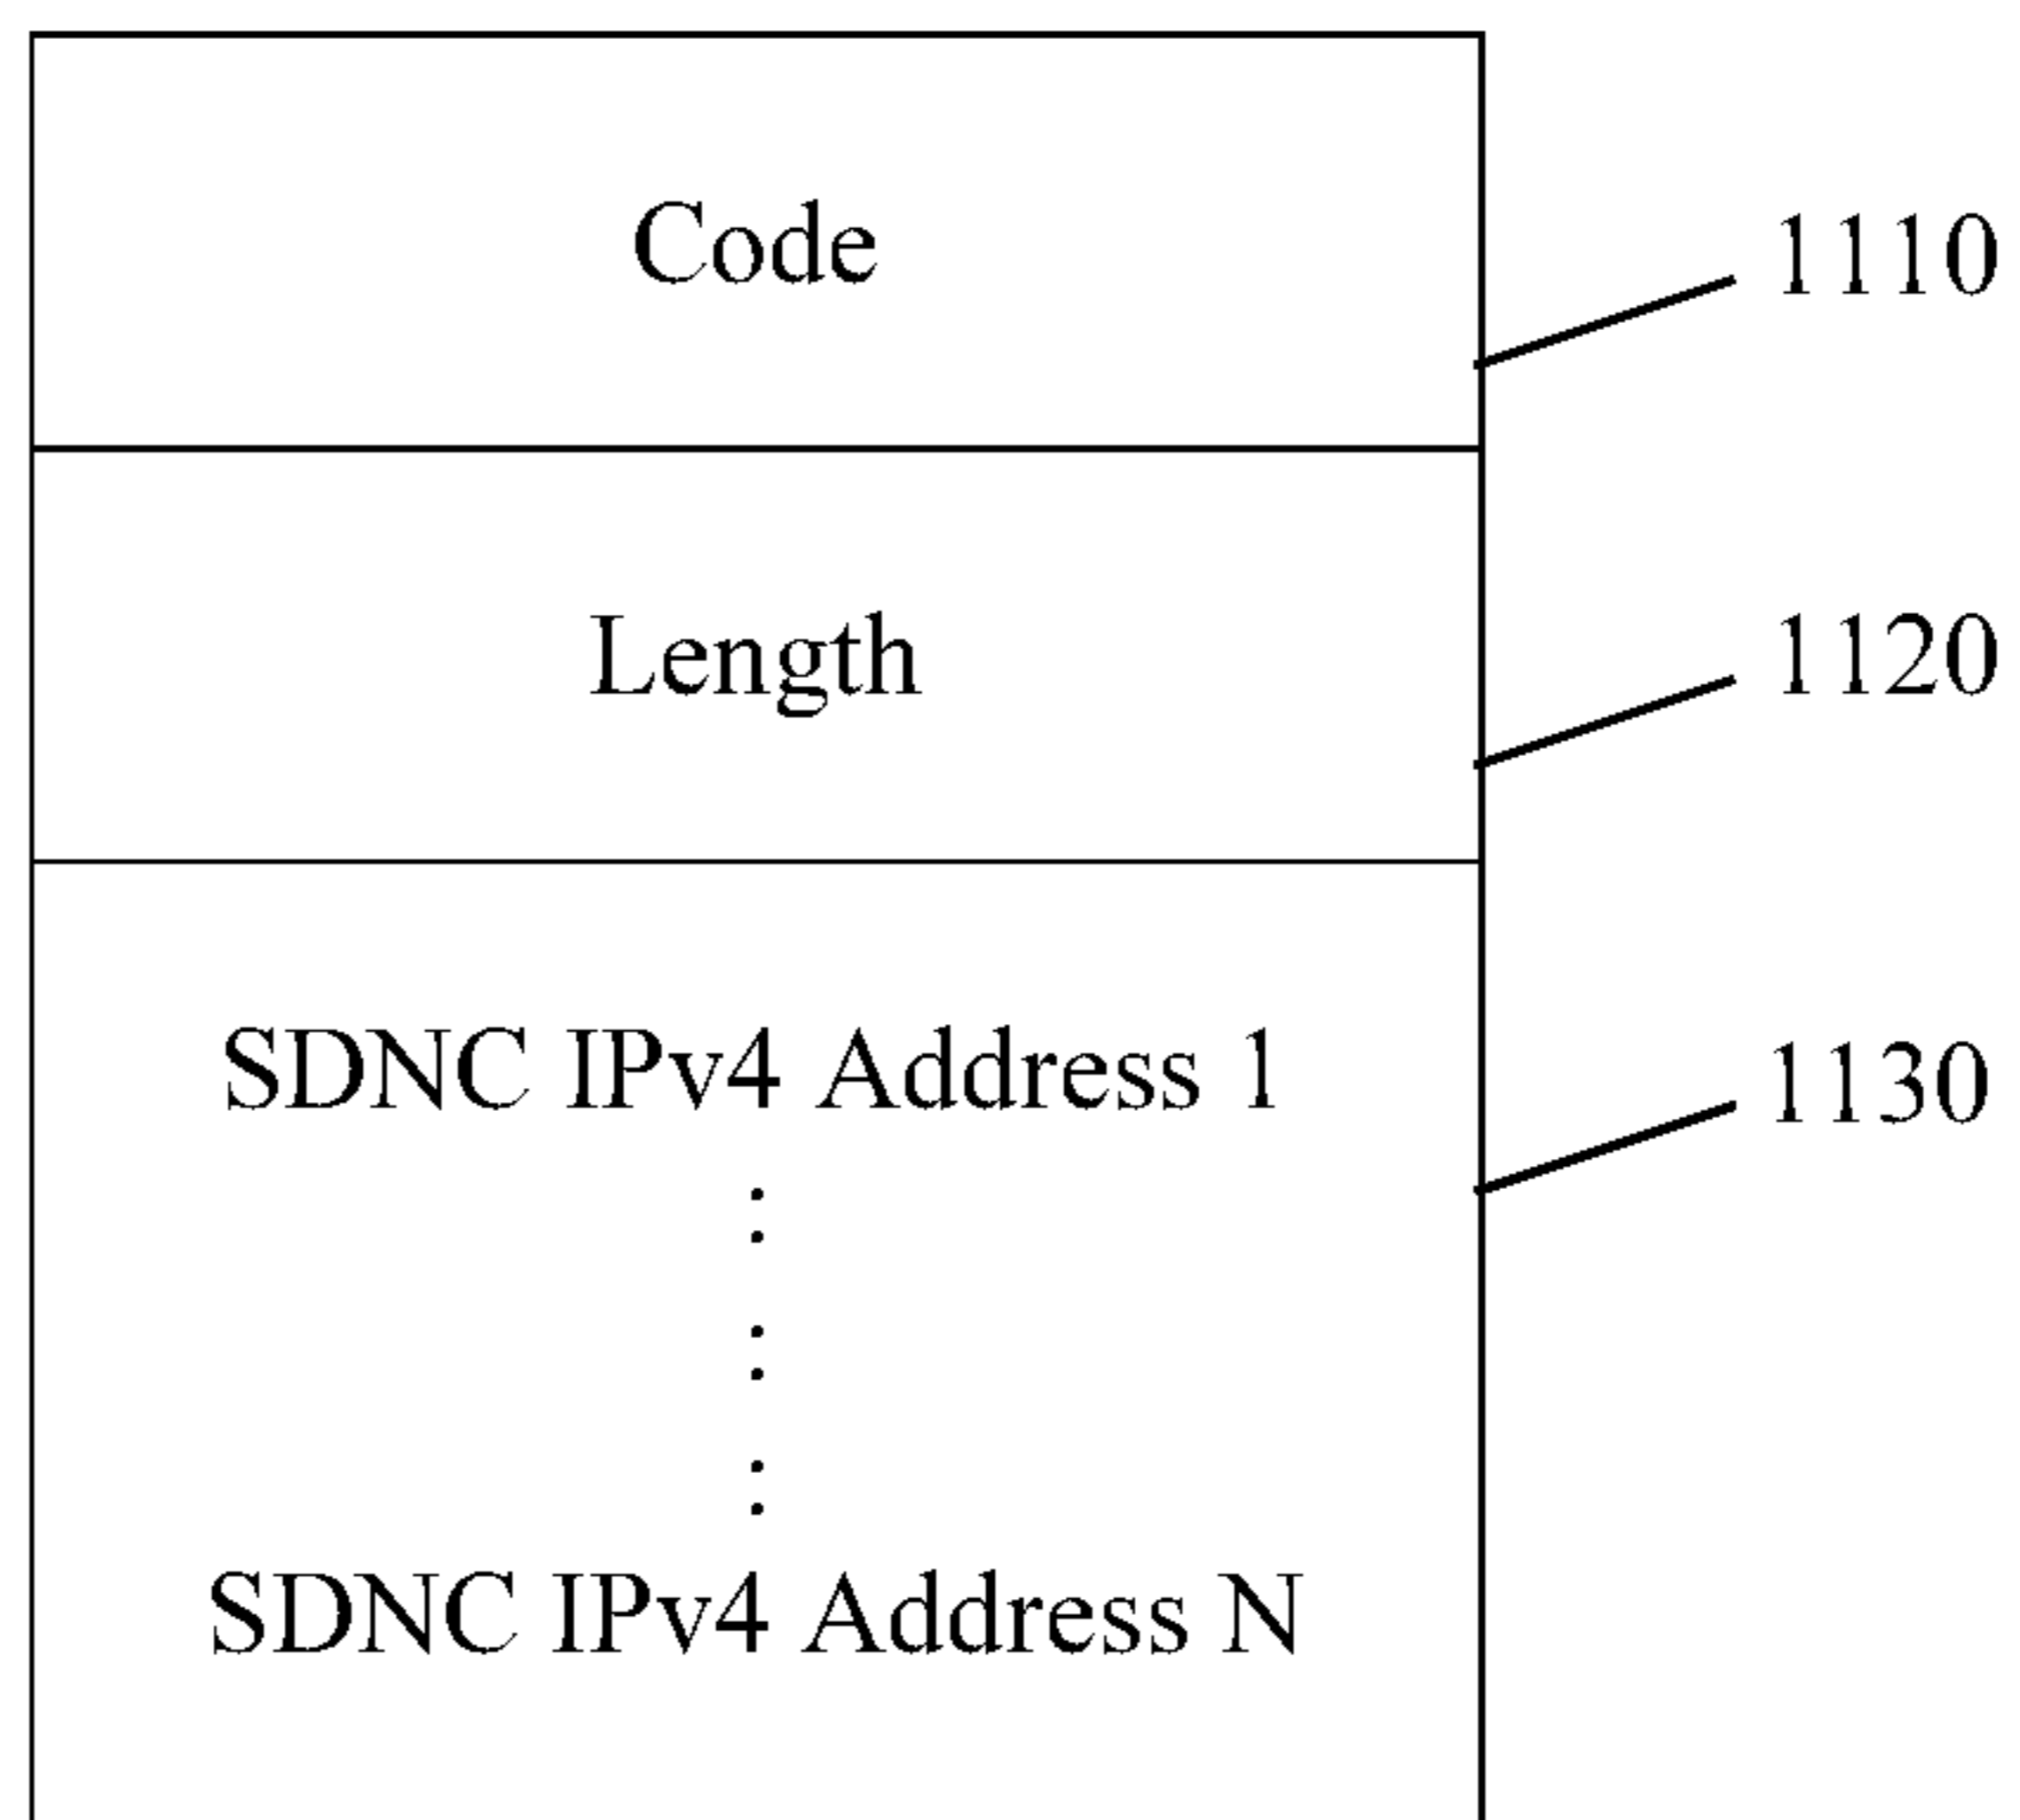 Code
1110
Length
1120
SDNC IPv4 Address 1
1130
SDNC IPv4 Address N